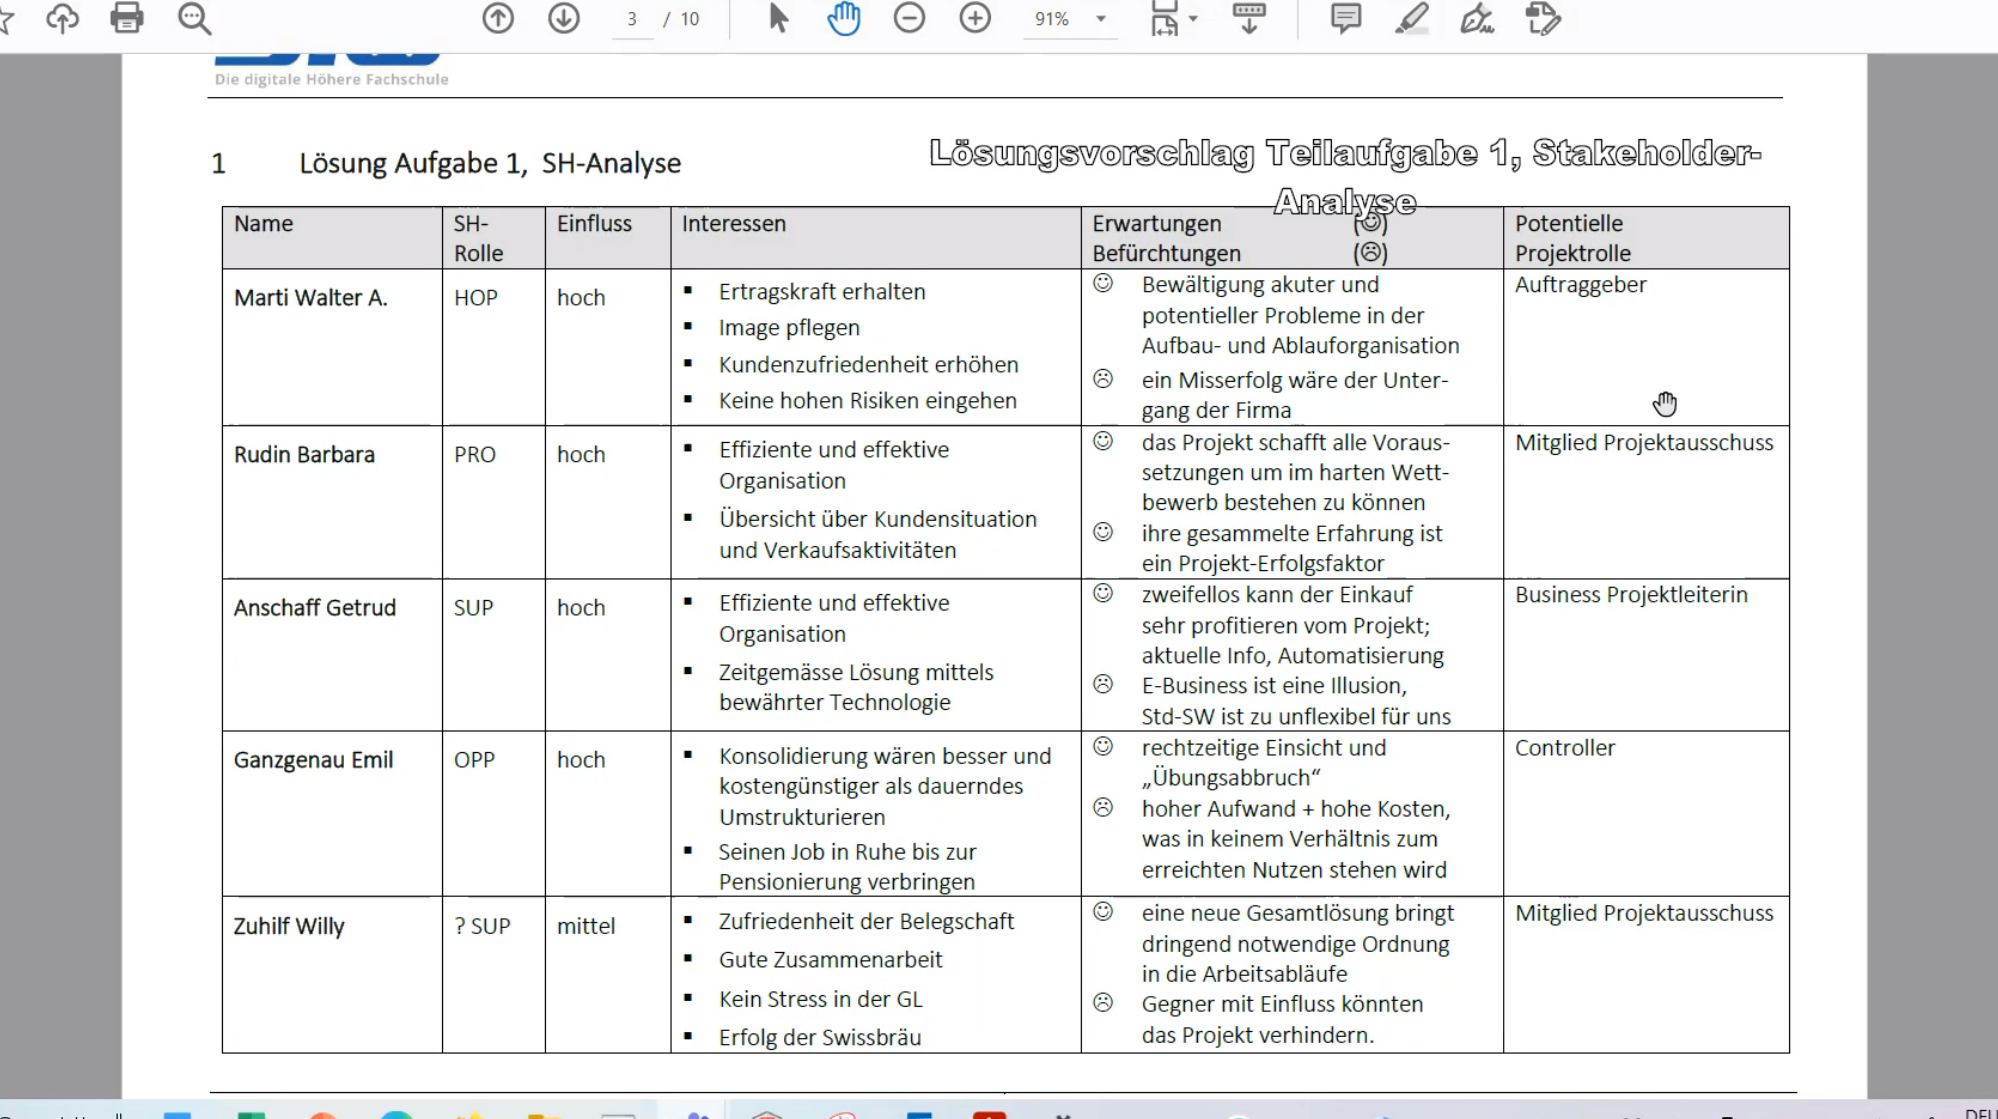 3 / 10
91%
Die digitale Höhere Fachschule
Lösungsvorschlag Teilaufgabe 1, Stakeholder-
Analyse
1 Lösung Aufgabe 1, SH-Analyse
Name
SH-
Rolle
Einfluss
Interessen
Erwartungen (☺)
Befürchtungen (☹)
Potentielle
Projektrolle
Marti Walter A.
HOP
hoch
▪ Ertragskraft erhalten
▪ Image pflegen
▪ Kundenzufriedenheit erhöhen
▪ Keine hohen Risiken eingehen
☺ Bewältigung akuter und
potentieller Probleme in der
Aufbau- und Ablauforganisation
☹ ein Misserfolg wäre der Unter-
gang der Firma
Auftraggeber
Rudin Barbara
PRO
hoch
▪ Effiziente und effektive
Organisation
▪ Übersicht über Kundensituation
und Verkaufsaktivitäten
☺ das Projekt schafft alle Voraus-
setzungen um im harten Wett-
bewerb bestehen zu können
☺ ihre gesammelte Erfahrung ist
ein Projekt-Erfolgsfaktor
Mitglied Projektausschuss
Anschaff Getrud
SUP
hoch
▪ Effiziente und effektive
Organisation
▪ Zeitgemässe Lösung mittels
bewährter Technologie
☺ zweifellos kann der Einkauf
sehr profitieren vom Projekt;
aktuelle Info, Automatisierung
☹ E-Business ist eine Illusion,
Std-SW ist zu unflexibel für uns
Business Projektleiterin
Ganzgenau Emil
OPP
hoch
▪ Konsolidierung wären besser und
kostengünstiger als dauerndes
Umstrukturieren
▪ Seinen Job in Ruhe bis zur
Pensionierung verbringen
☺ rechtzeitige Einsicht und
„Übungsabbruch“
☹ hoher Aufwand + hohe Kosten,
was in keinem Verhältnis zum
erreichten Nutzen stehen wird
Controller
Zuhilf Willy
? SUP
mittel
▪ Zufriedenheit der Belegschaft
▪ Gute Zusammenarbeit
▪ Kein Stress in der GL
▪ Erfolg der Swissbräu
☺ eine neue Gesamtlösung bringt
dringend notwendige Ordnung
in die Arbeitsabläufe
☹ Gegner mit Einfluss könnten
das Projekt verhindern.
Mitglied Projektausschuss